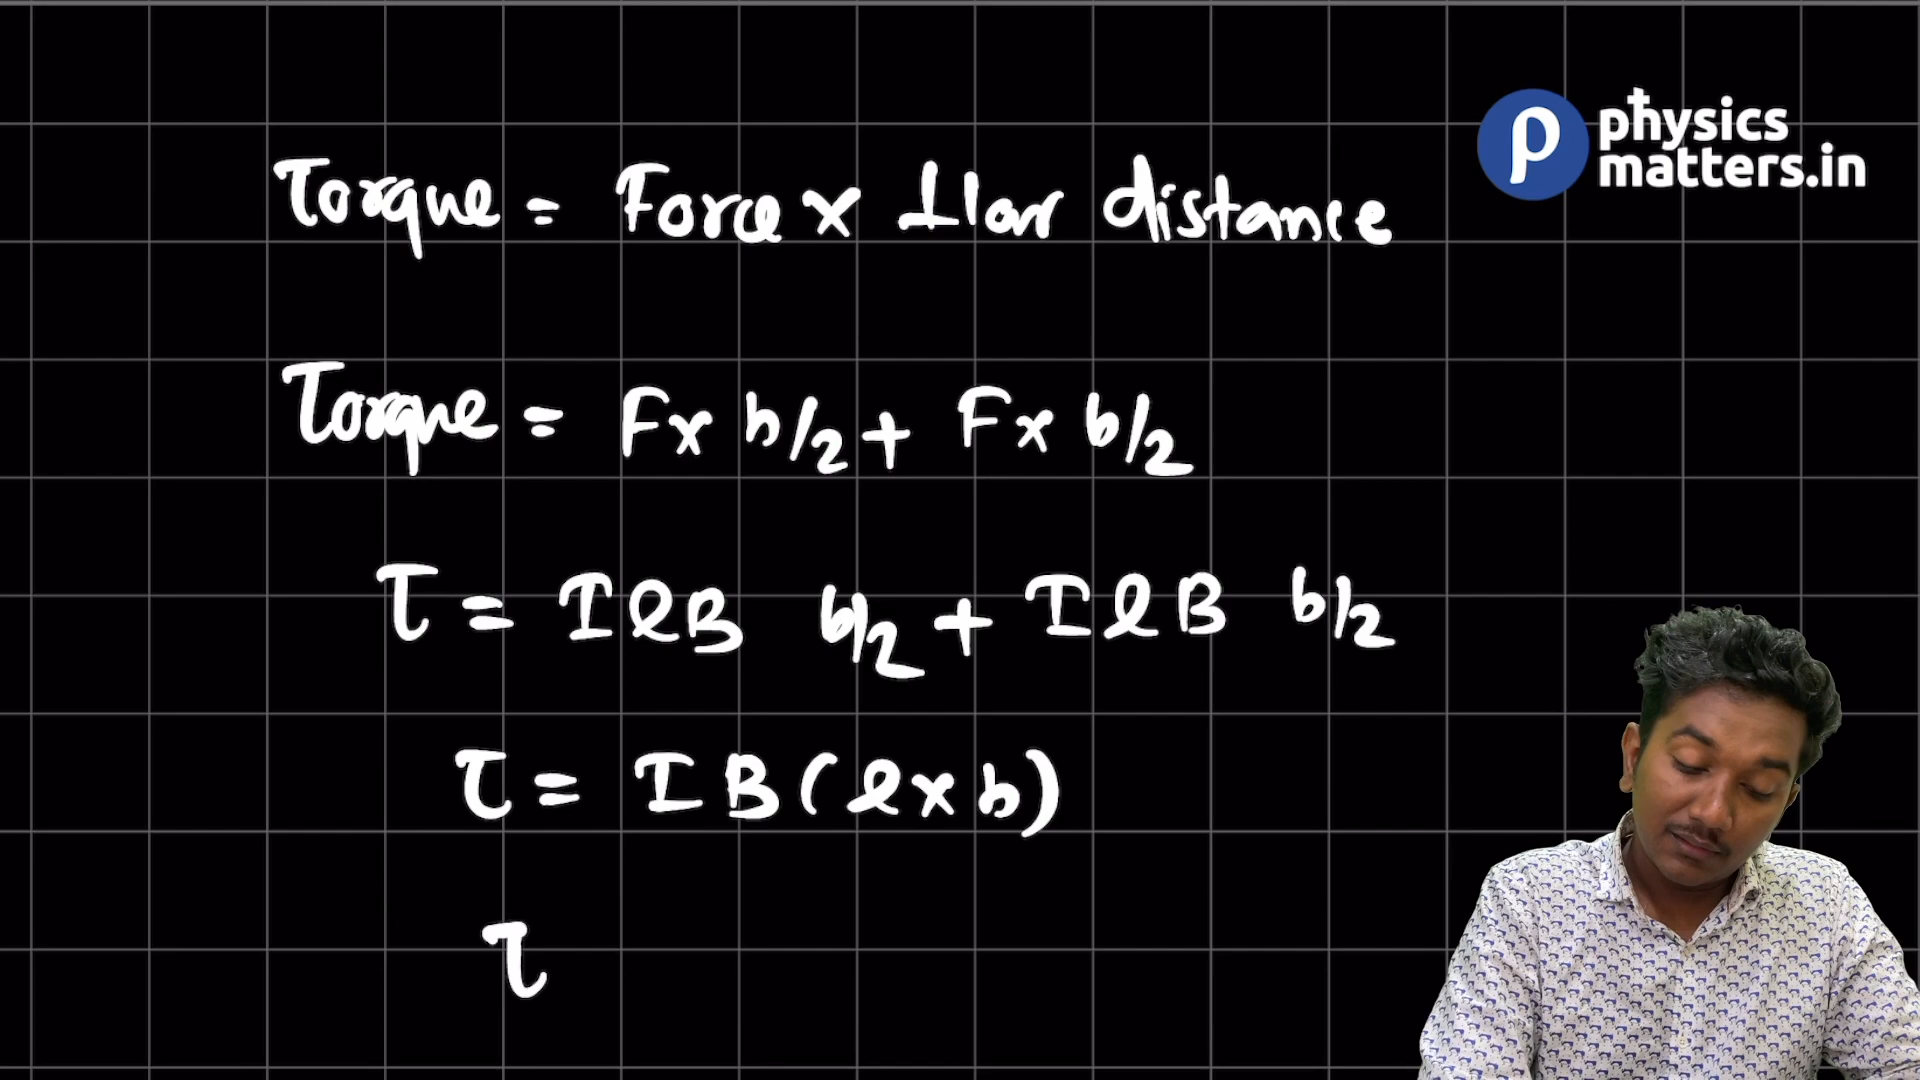 physics
matters.in
Torque = Force x ⊥lar distance
Torque = F x b/2 + F x b/2
τ = IlB b/2 + IlB b/2
τ = IB(l x b)
τ